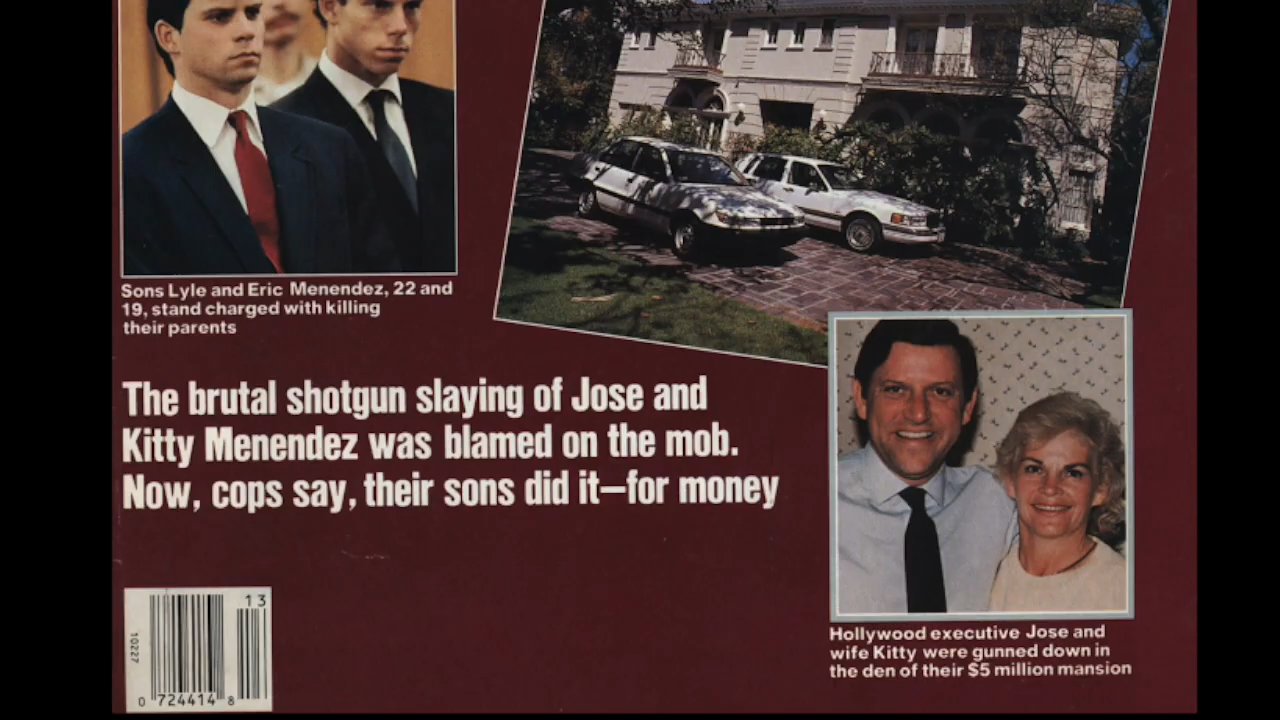 Sons Lyle and Eric Menendez, 22 and
19, stand charged with killing
their parents
The brutal shotgun slaying of Jose and
Kitty Menendez was blamed on the mob.
Now, cops say, their sons did it—for money
13
10227
0 724414 8
Hollywood executive Jose and
wife Kitty were gunned down in
the den of their $5 million mansion